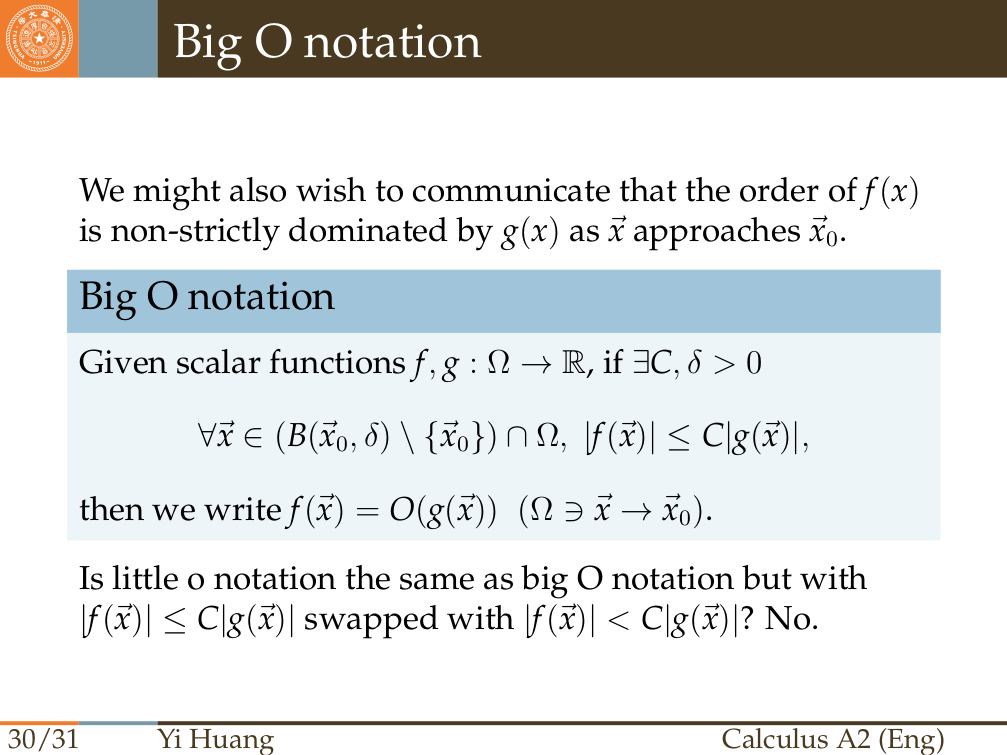 Big O notation
We might also wish to communicate that the order of f(x)
is non-strictly dominated by g(x) as x⃗ approaches x⃗₀.
Big O notation
Given scalar functions f, g : Ω → ℝ, if ∃C, δ > 0
∀x⃗ ∈ (B(x⃗₀, δ) \ {x⃗₀}) ∩ Ω, |f(x⃗)| ≤ C|g(x⃗)|,
then we write f(x⃗) = O(g(x⃗)) (Ω ∋ x⃗ → x⃗₀).
Is little o notation the same as big O notation but with
|f(x⃗)| ≤ C|g(x⃗)| swapped with |f(x⃗)| < C|g(x⃗)|? No.
30/31 Yi Huang Calculus A2 (Eng)